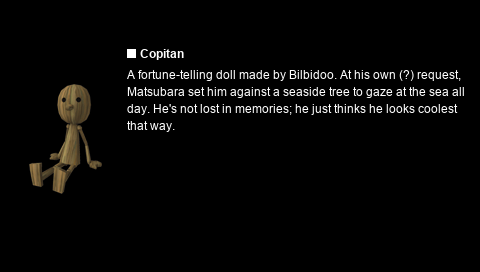 ■ Copitan
A fortune-telling doll made by Bilbidoo. At his own (?) request,
Matsubara set him against a seaside tree to gaze at the sea all
day. He's not lost in memories; he just thinks he looks coolest
that way.